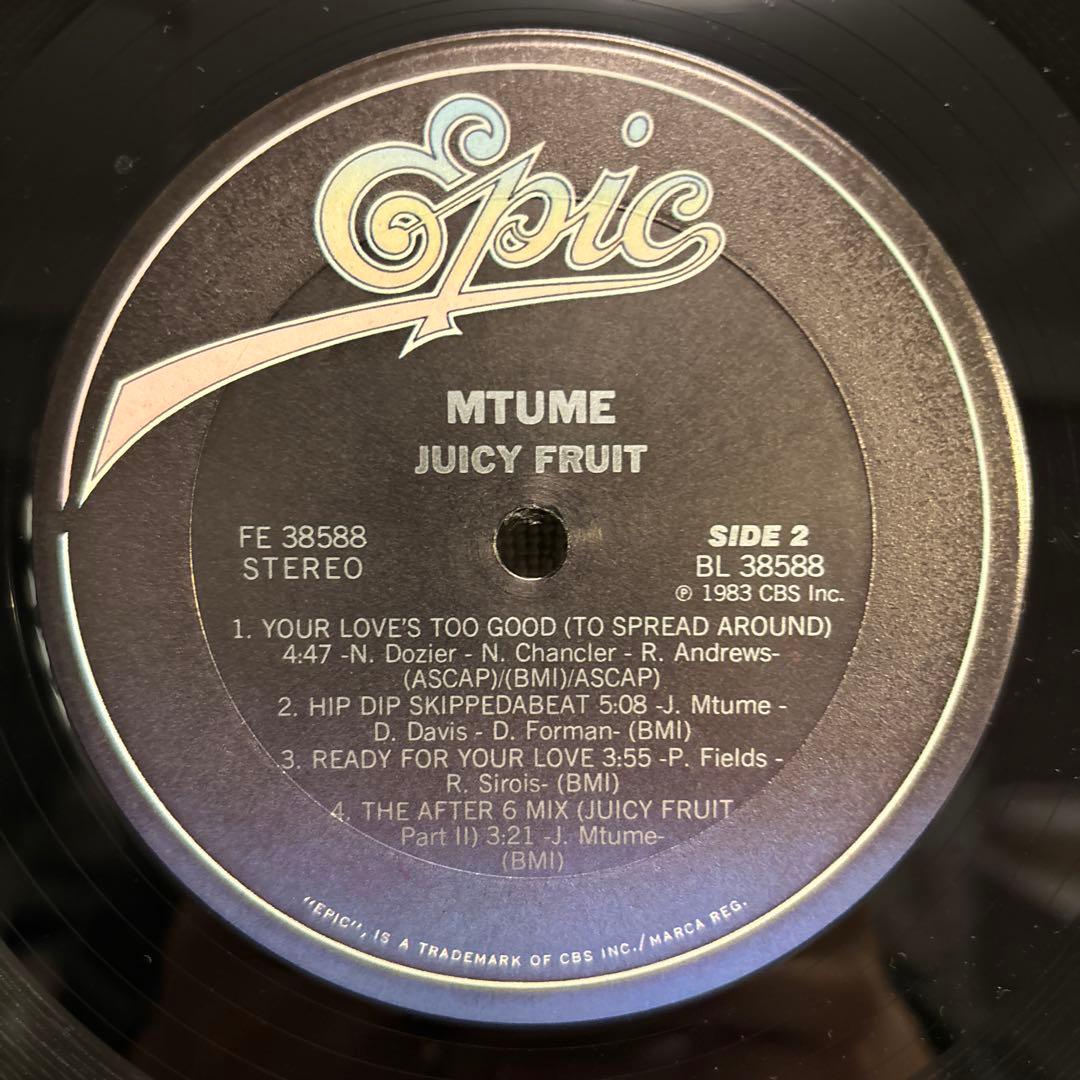 Epic
MTUME
JUICY FRUIT
FE 38588
STEREO
SIDE 2
BL 38588
℗ 1983 CBS Inc.
1. YOUR LOVE'S TOO GOOD (TO SPREAD AROUND)
4:47 -N. Dozier - N. Chancler - R. Andrews-
(ASCAP)/(BMI)/ASCAP)
2. HIP DIP SKIPPEDABEAT 5:08 -J. Mtume -
D. Davis - D. Forman- (BMI)
3. READY FOR YOUR LOVE 3:55 -P. Fields -
R. Sirois- (BMI)
4. THE AFTER 6 MIX (JUICY FRUIT
Part II) 3:21 -J. Mtume-
(BMI)
"EPIC", IS A TRADEMARK OF CBS INC./MARCA REG.